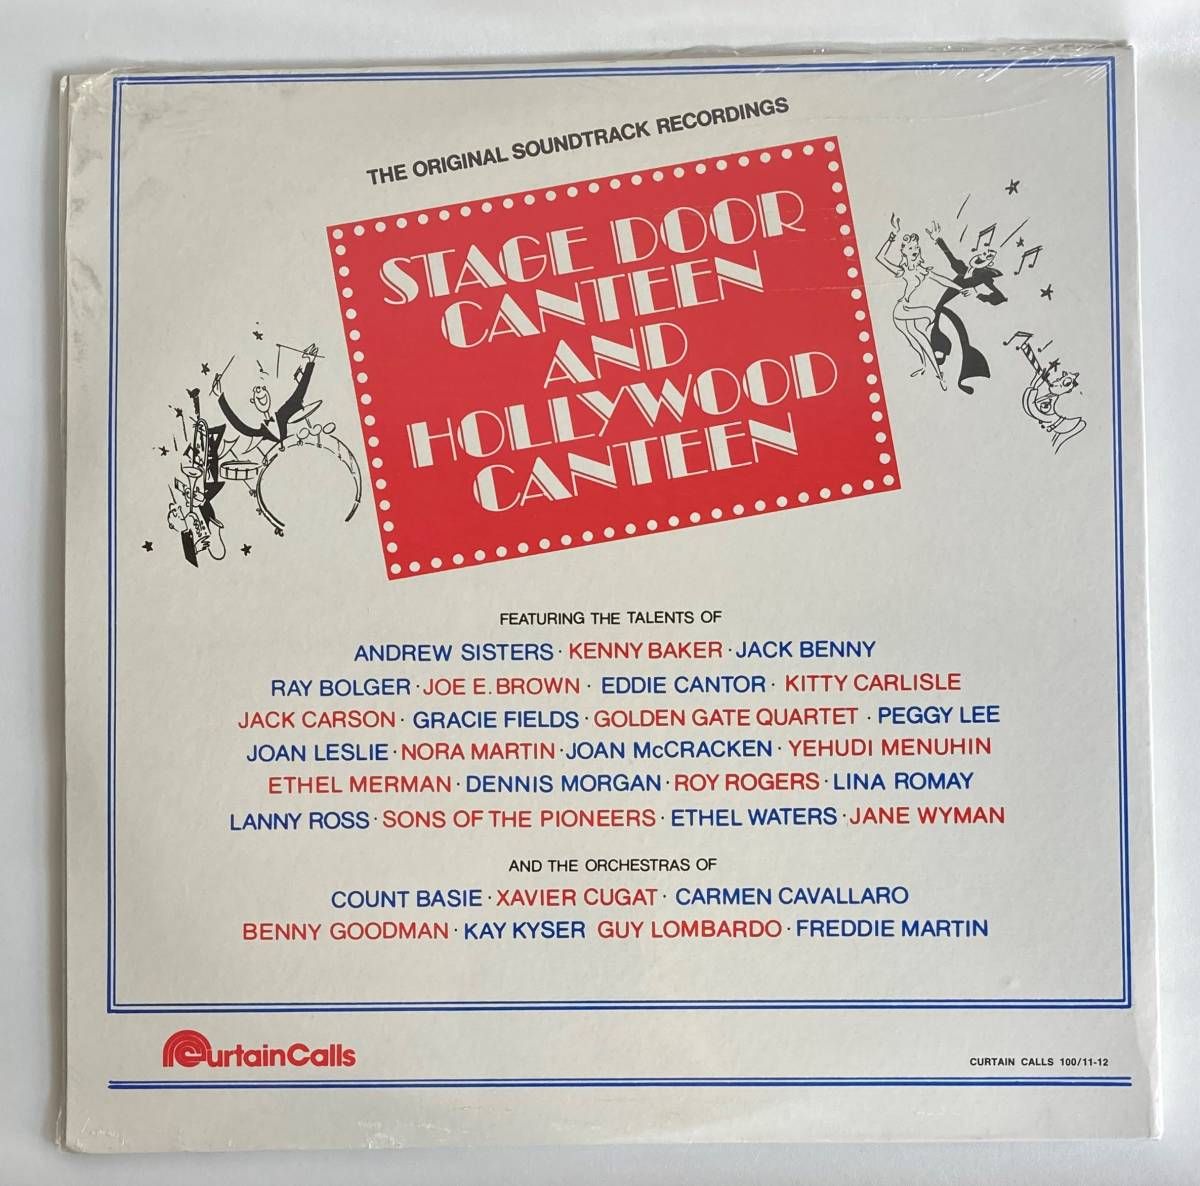 THE ORIGINAL SOUNDTRACK RECORDINGS
STAGE DOOR
CANTEEN
AND
HOLLYWOOD
CANTEEN
FEATURING THE TALENTS OF
ANDREW SISTERS · KENNY BAKER · JACK BENNY
RAY BOLGER · JOE E. BROWN · EDDIE CANTOR · KITTY CARLISLE
JACK CARSON · GRACIE FIELDS · GOLDEN GATE QUARTET · PEGGY LEE
JOAN LESLIE · NORA MARTIN · JOAN McCRACKEN · YEHUDI MENUHIN
ETHEL MERMAN · DENNIS MORGAN · ROY ROGERS · LINA ROMAY
LANNY ROSS · SONS OF THE PIONEERS · ETHEL WATERS · JANE WYMAN
AND THE ORCHESTRAS OF
COUNT BASIE · XAVIER CUGAT · CARMEN CAVALLARO
BENNY GOODMAN · KAY KYSER GUY LOMBARDO · FREDDIE MARTIN
CurtainCalls
CURTAIN CALLS 100/11-12